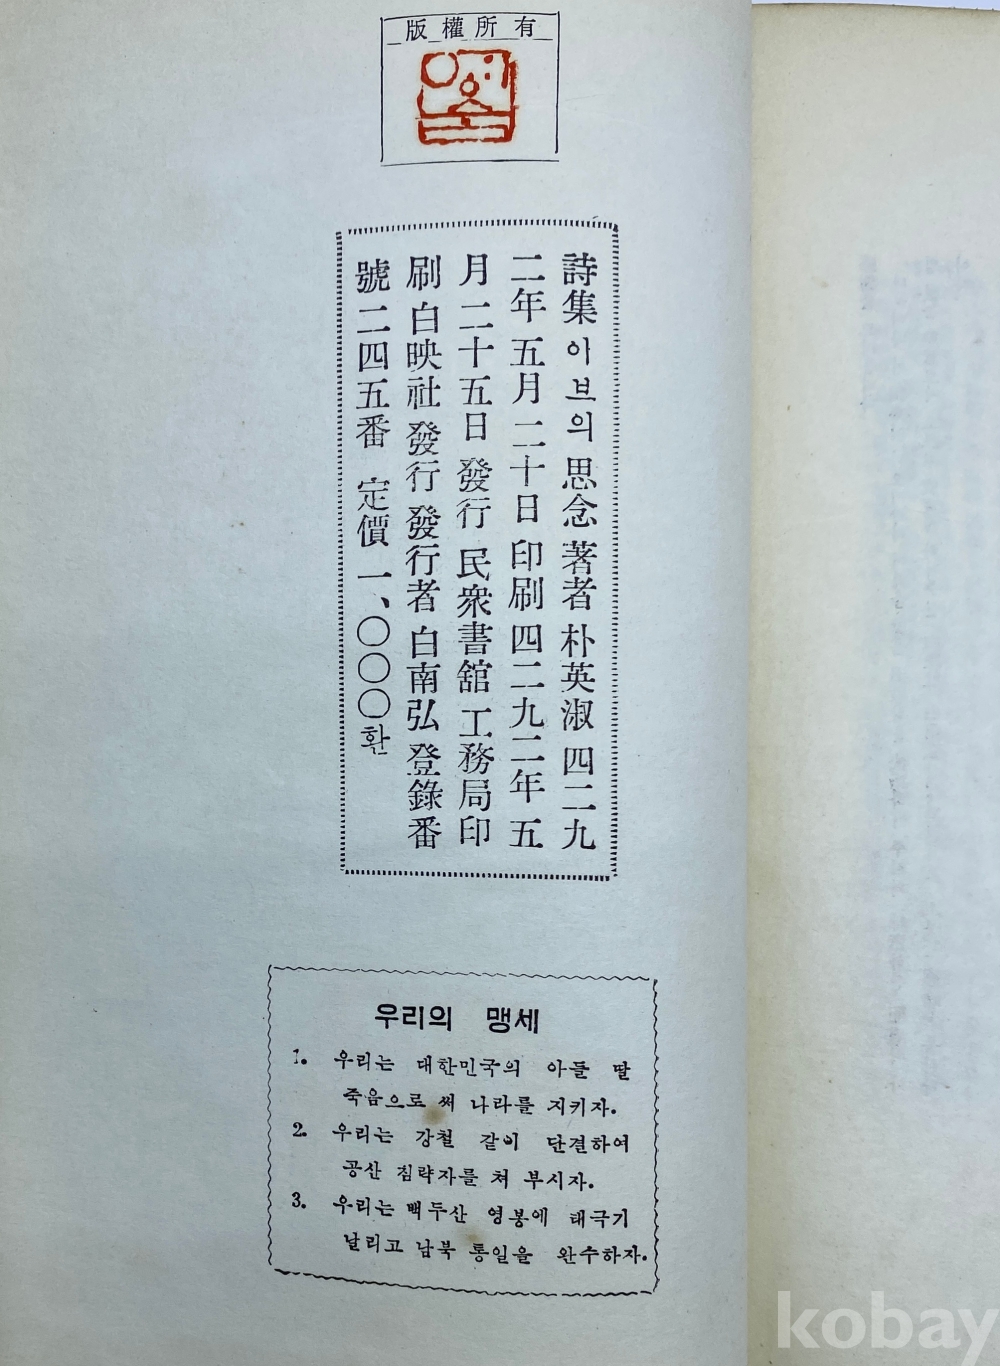 版權所有
詩集 이브의 思念 著者 朴英淑 四二九
二年 五月 二十日 印刷 四二九二年 五
月 二十五日 發行 民衆書舘 工務局 印
刷 白映社 發行 發行者 白南弘 登錄番
號 二四五番 定價 一、〇〇〇환
우리의 맹세
1. 우리는 대한민국의 아들 딸
죽음으로 써 나라를 지키자.
2. 우리는 강철 같이 단결하여
공산 침략자를 쳐 부시자.
3. 우리는 백두산 영봉에 태극기
날리고 남북 통일을 완수하자.
kobay